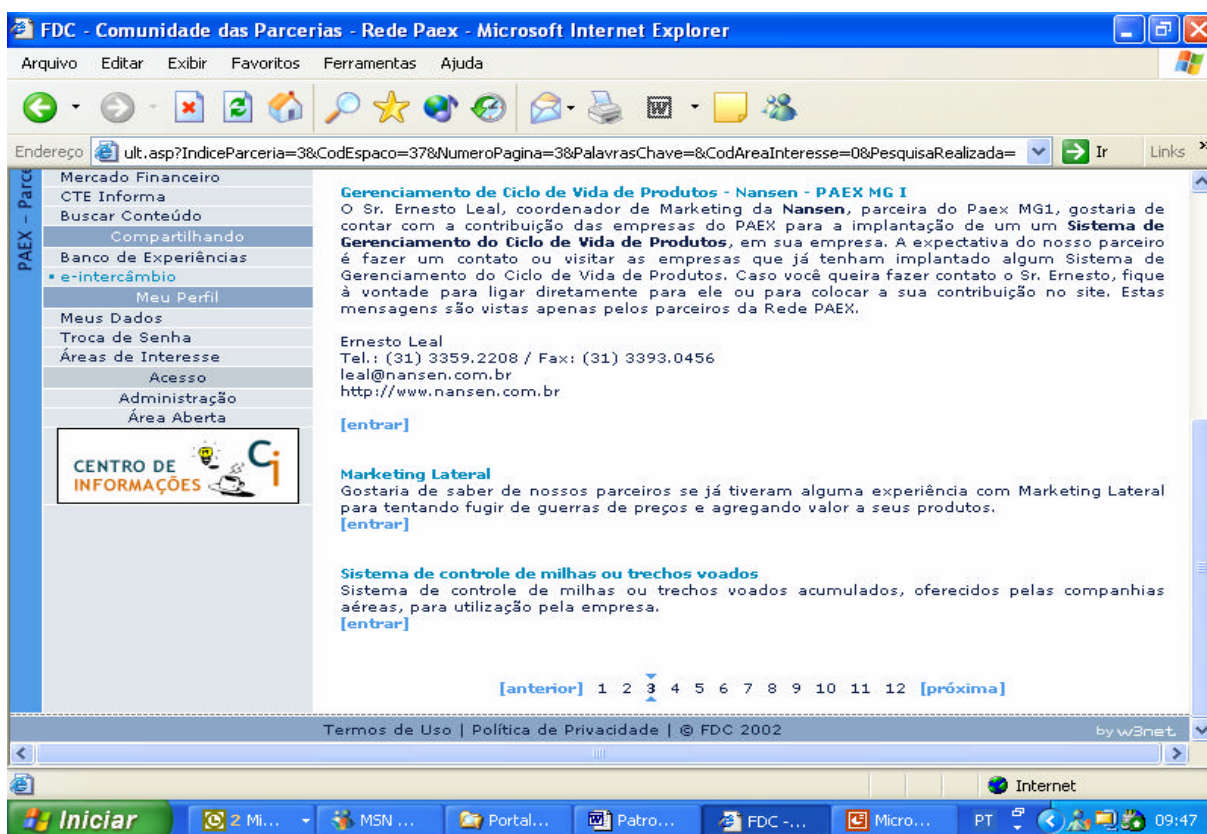 FDC - Comunidade das Parcerias - Rede Paex - Microsoft Internet Explorer
Arquivo Editar Exibir Favoritos Ferramentas Ajuda
Endereço ult.asp?IndiceParceria=3&CodEspaco=37&NumeroPagina=3&PalavrasChave=&CodAreaInteresse=0&PesquisaRealizada= Ir Links »
PAEX - Parce
Mercado Financeiro
CTE Informa
Buscar Conteúdo
Compartilhando
Banco de Experiências
e-intercâmbio
Meu Perfil
Meus Dados
Troca de Senha
Áreas de Interesse
Acesso
Administração
Área Aberta
CENTRO DE
INFORMAÇÕES
Ci
Gerenciamento de Ciclo de Vida de Produtos - Nansen - PAEX MG I
O Sr. Ernesto Leal, coordenador de Marketing da Nansen, parceira do Paex MG1, gostaria de
contar com a contribuição das empresas do PAEX para a implantação de um um Sistema de
Gerenciamento do Ciclo de Vida de Produtos, em sua empresa. A expectativa do nosso parceiro
é fazer um contato ou visitar as empresas que já tenham implantado algum Sistema de
Gerenciamento do Ciclo de Vida de Produtos. Caso você queira fazer contato o Sr. Ernesto, fique
à vontade para ligar diretamente para ele ou para colocar a sua contribuição no site. Estas
mensagens são vistas apenas pelos parceiros da Rede PAEX.
Ernesto Leal
Tel.: (31) 3359.2208 / Fax: (31) 3393.0456
leal@nansen.com.br
http://www.nansen.com.br
[entrar]
Marketing Lateral
Gostaria de saber de nossos parceiros se já tiveram alguma experiência com Marketing Lateral
para tentando fugir de guerras de preços e agregando valor a seus produtos.
[entrar]
Sistema de controle de milhas ou trechos voados
Sistema de controle de milhas ou trechos voados acumulados, oferecidos pelas companhias
aéreas, para utilização pela empresa.
[entrar]
[anterior] 1 2 3 4 5 6 7 8 9 10 11 12 [próxima]
Termos de Uso | Política de Privacidade | © FDC 2002
by w3net
Internet
Iniciar 2 Mi... MSN ... Portal... Patro... FDC -... Micro... PT 09:47